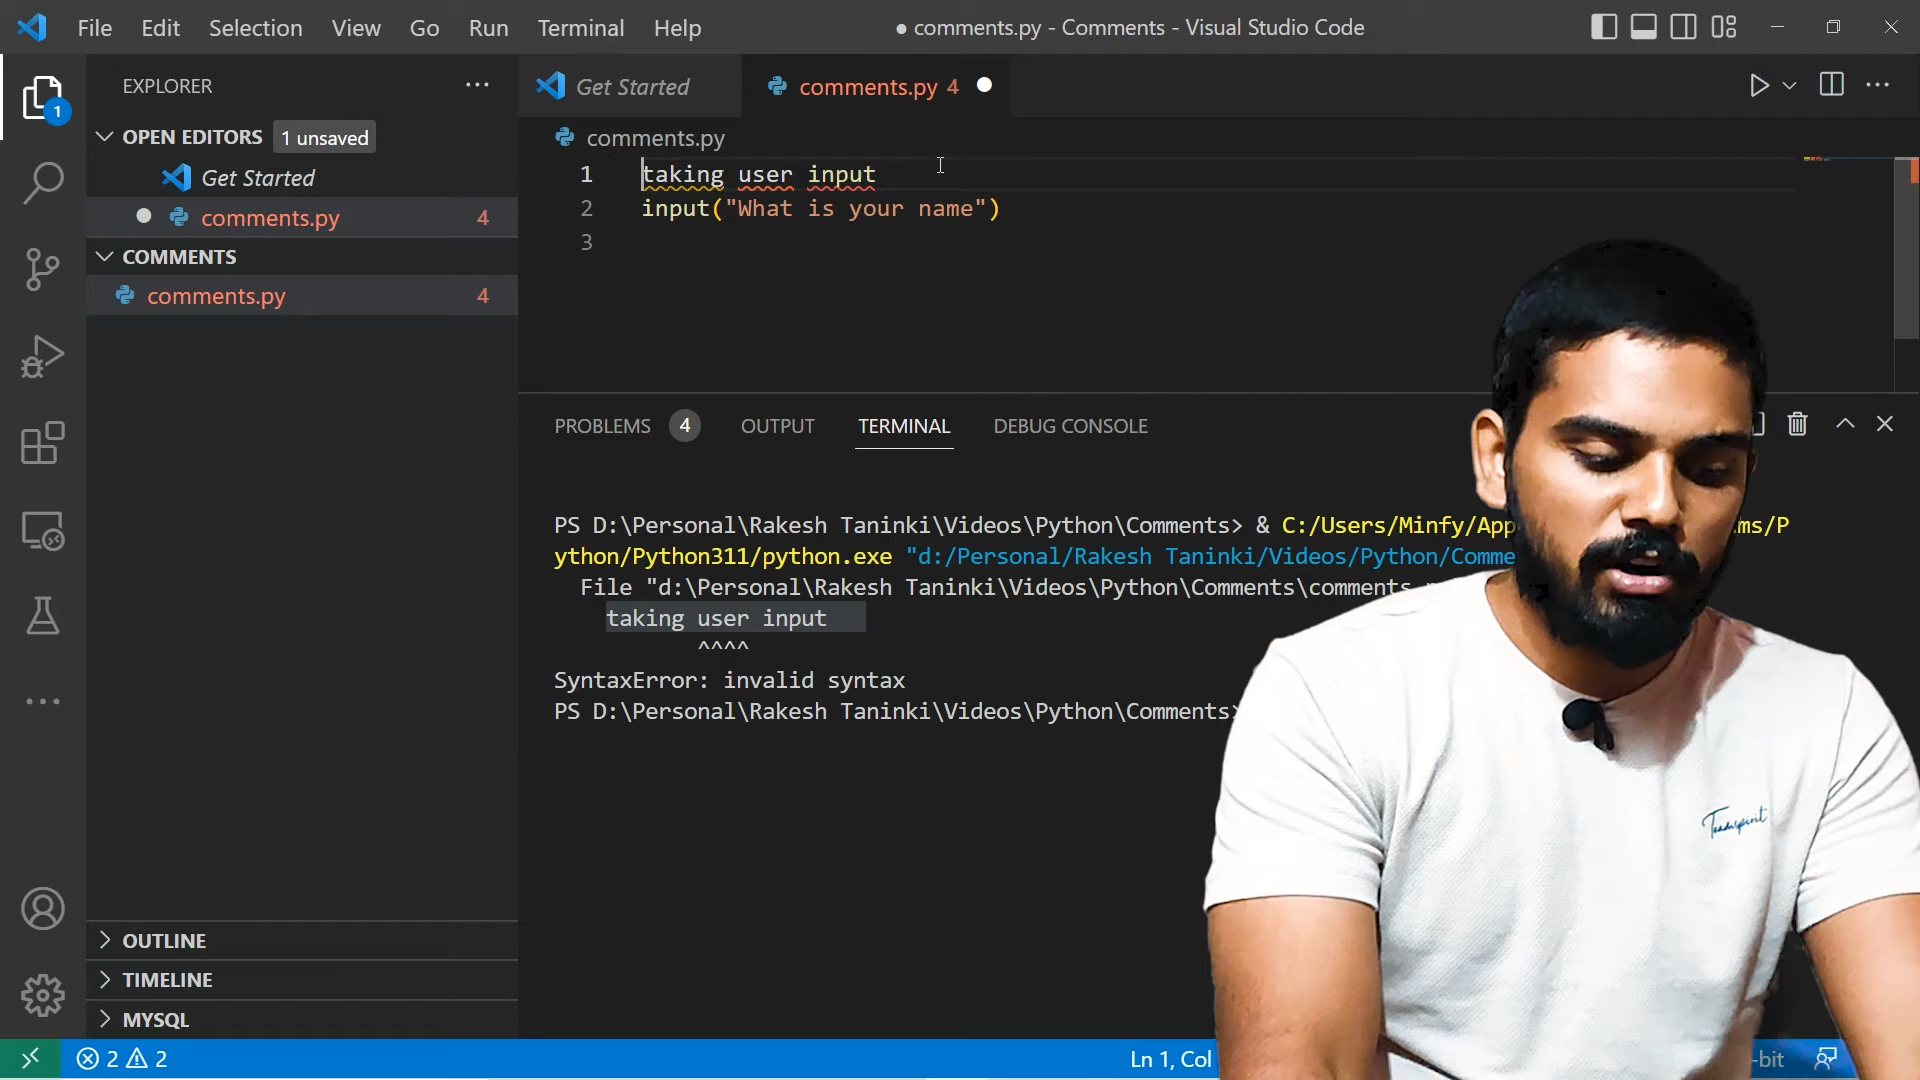 File Edit Selection View Go Run Terminal Help ● comments.py - Comments - Visual Studio Code
EXPLORER
Get Started
comments.py 4
1
OPEN EDITORS 1 unsaved
comments.py
Get Started
1 taking user input
comments.py 4
2 input("What is your name")
COMMENTS
3
comments.py 4
PROBLEMS 4 OUTPUT TERMINAL DEBUG CONSOLE
PS D:\Personal\Rakesh Taninki\Videos\Python\Comments> & C:/Users/Minfy/App ms/P
ython/Python311/python.exe "d:/Personal/Rakesh Taninki/Videos/Python/Comme
File "d:\Personal\Rakesh Taninki\Videos\Python\Comments\comments
taking user input
^^^^
SyntaxError: invalid syntax
PS D:\Personal\Rakesh Taninki\Videos\Python\Comments>
OUTLINE
TIMELINE
MYSQL
2 2 Ln 1, Col -bit